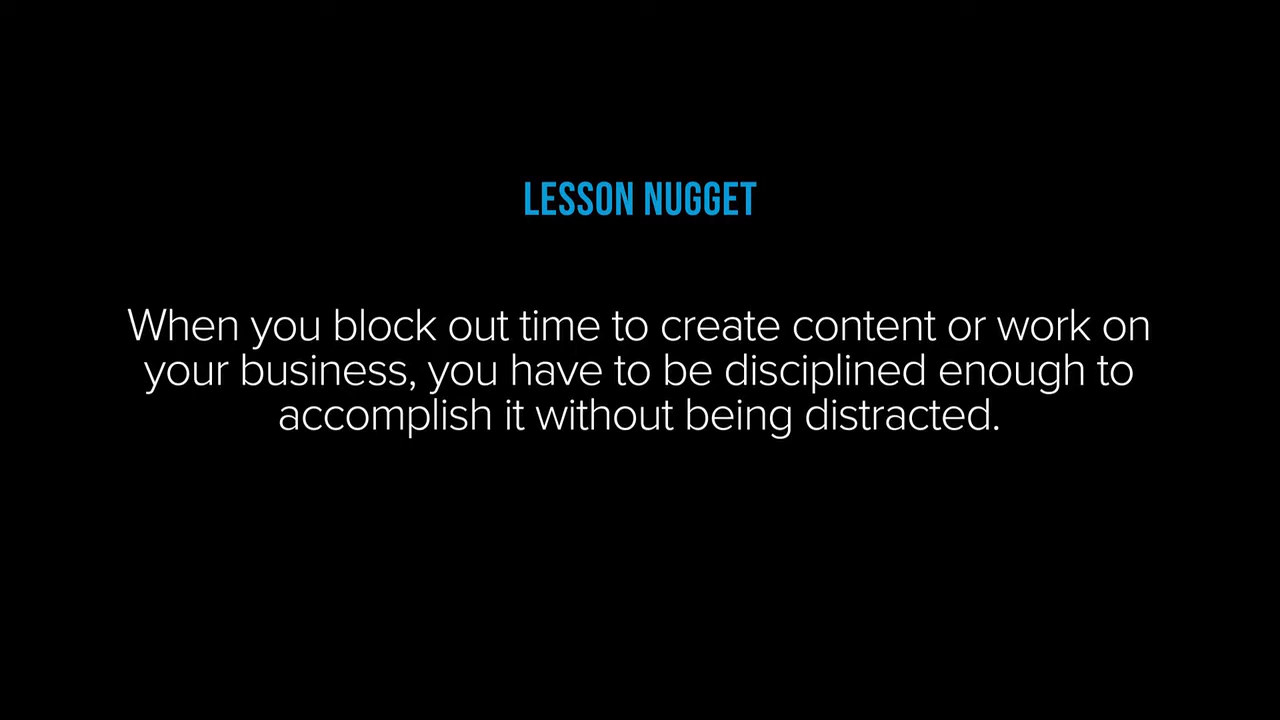 LESSON NUGGET
When you block out time to create content or work on
your business, you have to be disciplined enough to
accomplish it without being distracted.